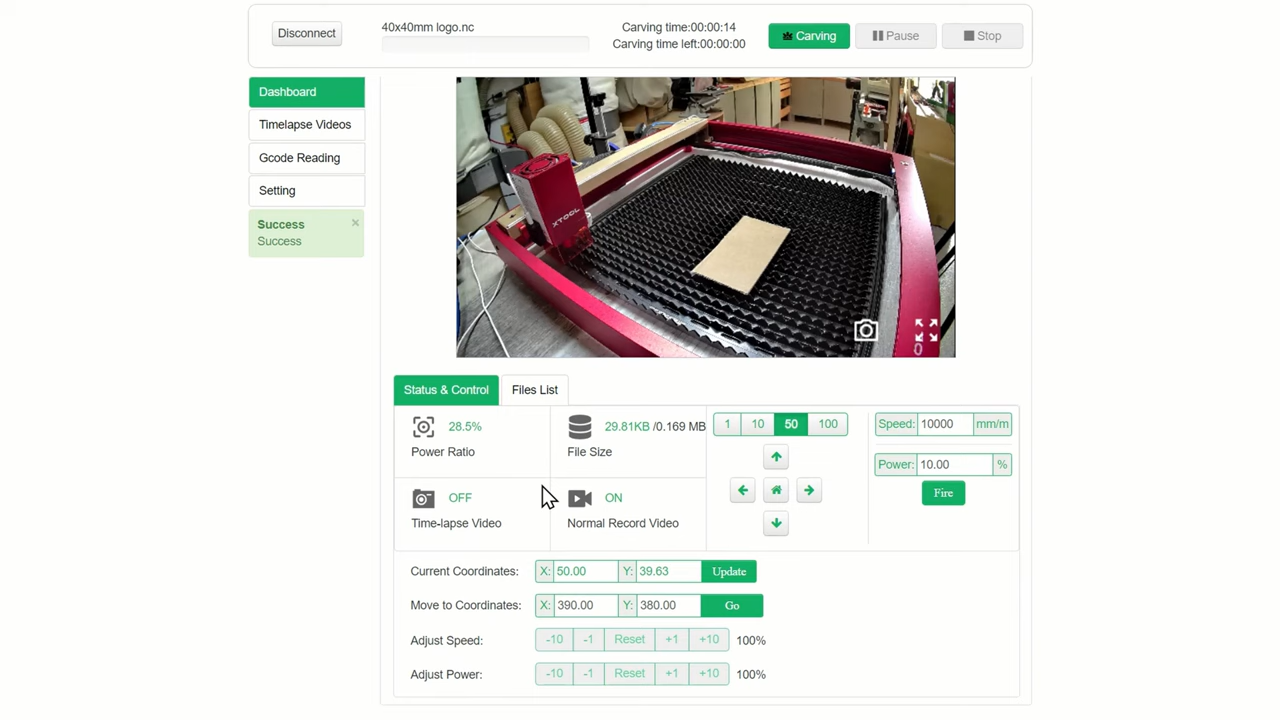 Disconnect
40x40mm logo.nc
Carving time:00:00:14
Carving time left:00:00:00
Carving
Pause
Stop
Dashboard
Timelapse Videos
Gcode Reading
Setting
Success ×
Success
XTOOL
Status & Control
Files List
28.5%
Power Ratio
29.81KB /0.169 MB
File Size
OFF
Time-lapse Video
ON
Normal Record Video
1 10 50 100
Speed: 10000 mm/m
Power: 10.00 %
Fire
Current Coordinates: X: 50.00 Y: 39.63 Update
Move to Coordinates: X: 390.00 Y: 380.00 Go
Adjust Speed: -10 -1 Reset +1 +10 100%
Adjust Power: -10 -1 Reset +1 +10 100%